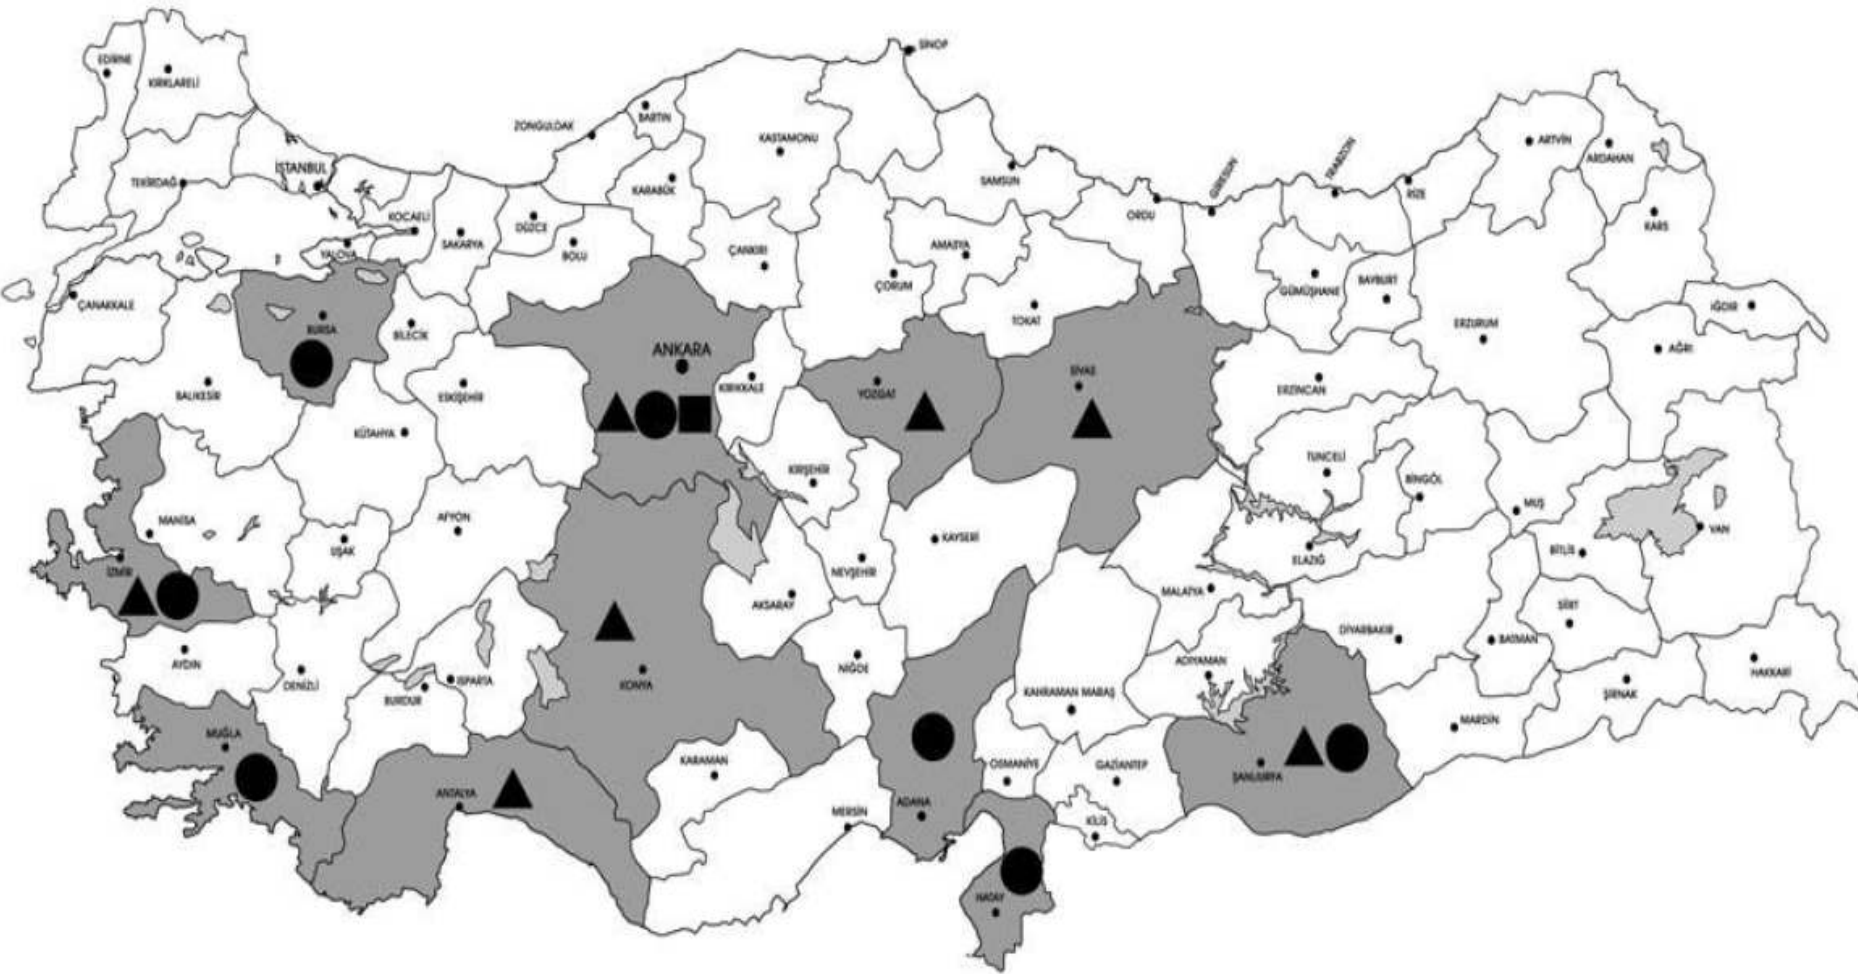 EDİRNE
KIRKLARELİ
TEKİRDAĞ
İSTANBUL
KOCAELİ
YALOVA
SAKARYA
DÜZCE
BOLU
ZONGULDAK
BARTIN
KARABÜK
KASTAMONU
SİNOP
ÇANKIRI
SAMSUN
AMASYA
ÇORUM
TOKAT
ORDU
GİRESUN
TRABZON
RİZE
ARTVİN
ARDAHAN
KARS
GÜMÜŞHANE
BAYBURT
ERZURUM
IĞDIR
AĞRI
ÇANAKKALE
BURSA
BİLECİK
BALIKESİR
ESKİŞEHİR
KÜTAHYA
ANKARA
KIRIKKALE
YOZGAT
SİVAS
ERZİNCAN
TUNCELİ
BİNGÖL
MUŞ
VAN
BİTLİS
KIRŞEHİR
MANİSA
UŞAK
AFYON
İZMİR
KAYSERİ
NEVŞEHİR
AKSARAY
MALATYA
ELAZIĞ
SİİRT
DİYARBAKIR
BATMAN
AYDIN
DENİZLİ
BURDUR
ISPARTA
KONYA
NİĞDE
KAHRAMAN MARAŞ
ADIYAMAN
ŞIRNAK
HAKKARİ
MARDİN
MUĞLA
ANTALYA
KARAMAN
MERSİN
ADANA
OSMANİYE
GAZİANTEP
ŞANLIURFA
KİLİS
HATAY